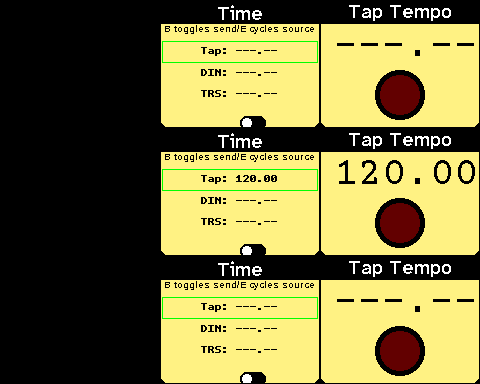 Time
Tap Tempo
B toggles send/E cycles source
Tap: ---.--
---.--
DIN: ---.--
TRS: ---.--
Time
Tap Tempo
B toggles send/E cycles source
Tap: 120.00
120.00
DIN: ---.--
TRS: ---.--
Time
Tap Tempo
B toggles send/E cycles source
Tap: ---.--
---.--
DIN: ---.--
TRS: ---.--